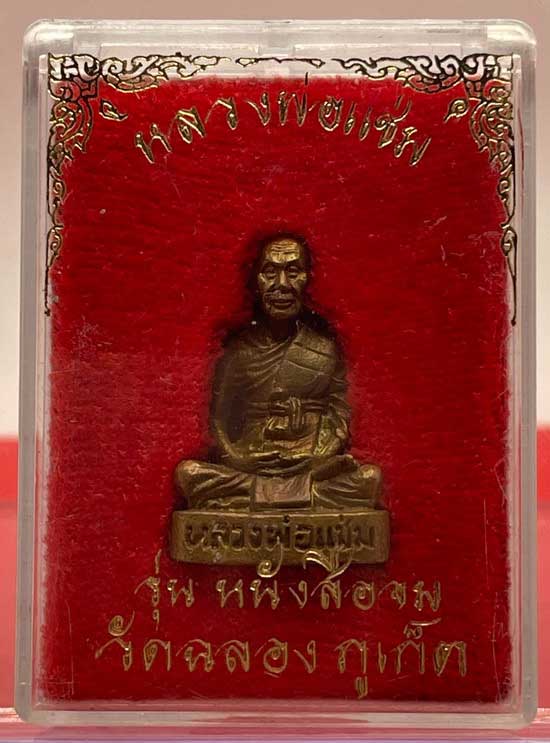 หลวงพ่อแช่ม
หลวงพ่อแช่ม
รุ่น หนังสือจม
วัดฉลอง ภูเก็ต